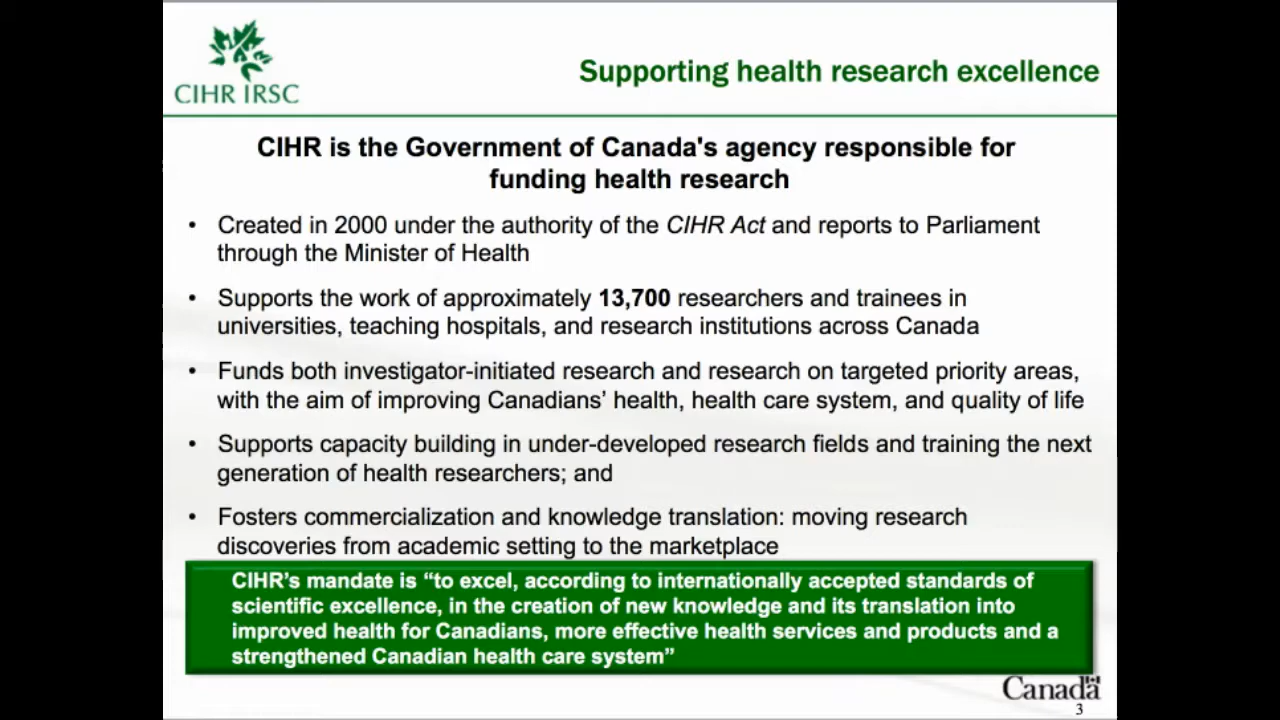 CIHR IRSC
Supporting health research excellence
CIHR is the Government of Canada's agency responsible for
funding health research
• Created in 2000 under the authority of the CIHR Act and reports to Parliament
through the Minister of Health
• Supports the work of approximately 13,700 researchers and trainees in
universities, teaching hospitals, and research institutions across Canada
• Funds both investigator-initiated research and research on targeted priority areas,
with the aim of improving Canadians’ health, health care system, and quality of life
• Supports capacity building in under-developed research fields and training the next
generation of health researchers; and
• Fosters commercialization and knowledge translation: moving research
discoveries from academic setting to the marketplace
CIHR’s mandate is “to excel, according to internationally accepted standards of
scientific excellence, in the creation of new knowledge and its translation into
improved health for Canadians, more effective health services and products and a
strengthened Canadian health care system”
Canada
3